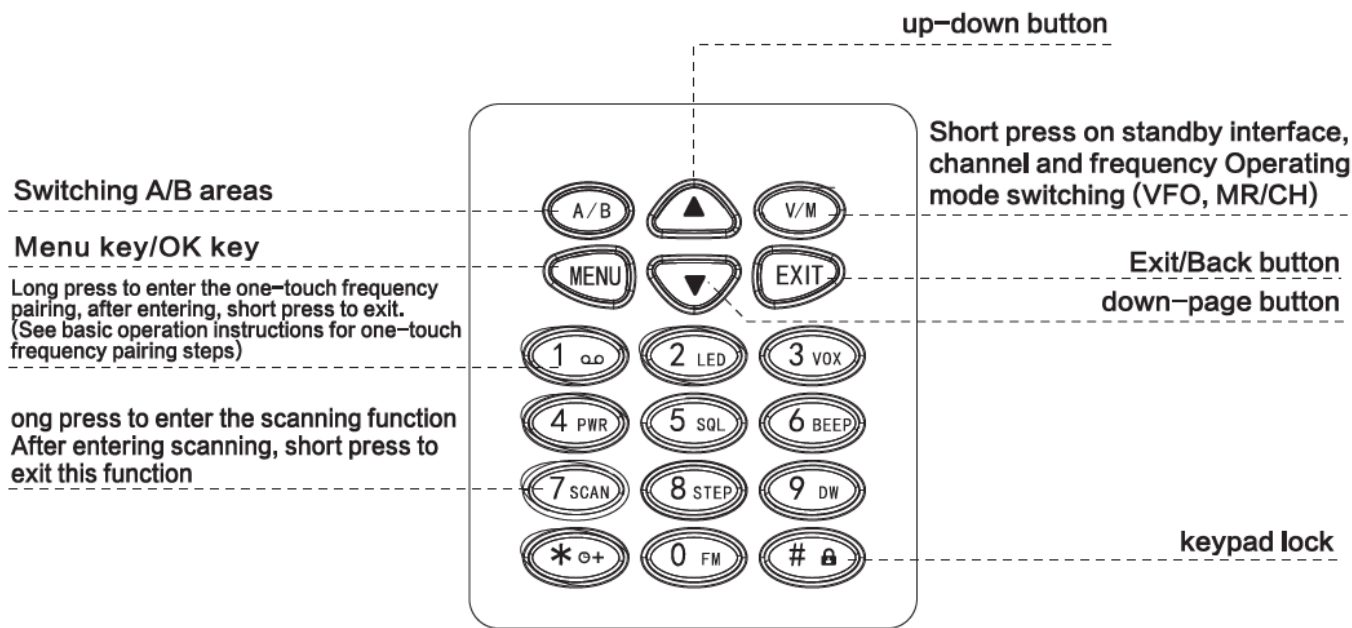 up-down button
Short press on standby interface,
channel and frequency Operating
mode switching (VFO, MR/CH)
Switching A/B areas
A/B
V/M
Menu key/OK key
MENU
EXIT
Exit/Back button
down-page button
Long press to enter the one-touch frequency
pairing, after entering, short press to exit.
(See basic operation instructions for one-touch
frequency pairing steps)
1
2 LED
3 VOX
ong press to enter the scanning function
After entering scanning, short press to
exit this function
4 PWR
5 SQL
6 BEEP
7 SCAN
8 STEP
9 DW
keypad lock
* +
0 FM
#